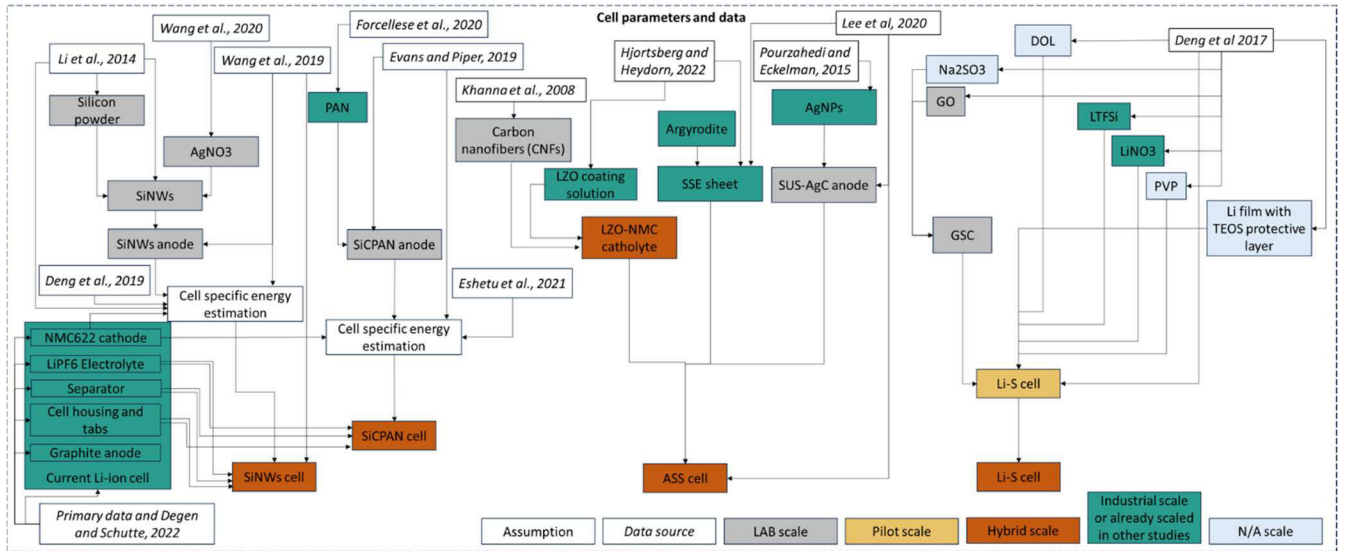 Cell parameters and data
Wang et al., 2020
Forcellese et al., 2020
Lee et al, 2020
Li et al., 2014
Wang et al., 2019
Evans and Piper, 2019
Hjortsberg and
Heydorn, 2022
Pourzahedi and
Eckelman, 2015
DOL
Deng et al 2017
Na2SO3
Silicon
powder
PAN
Khanna et al., 2008
GO
AgNPs
LTFSi
AgNO3
Carbon
nanofibers (CNFs)
Argyrodite
LiNO3
SiNWs
LZO coating
solution
SSE sheet
SUS-AgC anode
PVP
SiNWs anode
SiCPAN anode
LZO-NMC
catholyte
GSC
Li film with
TEOS protective
layer
Deng et al., 2019
Cell specific energy
estimation
Eshetu et al., 2021
Cell specific energy
estimation
NMC622 cathode
LiPF6 Electrolyte
Separator
Cell housing and
tabs
Graphite anode
Current Li-ion cell
Li-S cell
SiCPAN cell
SiNWs cell
ASS cell
Li-S cell
Primary data and Degen
and Schutte, 2022
Assumption
Data source
LAB scale
Pilot scale
Hybrid scale
Industrial scale
or already scaled
in other studies
N/A scale